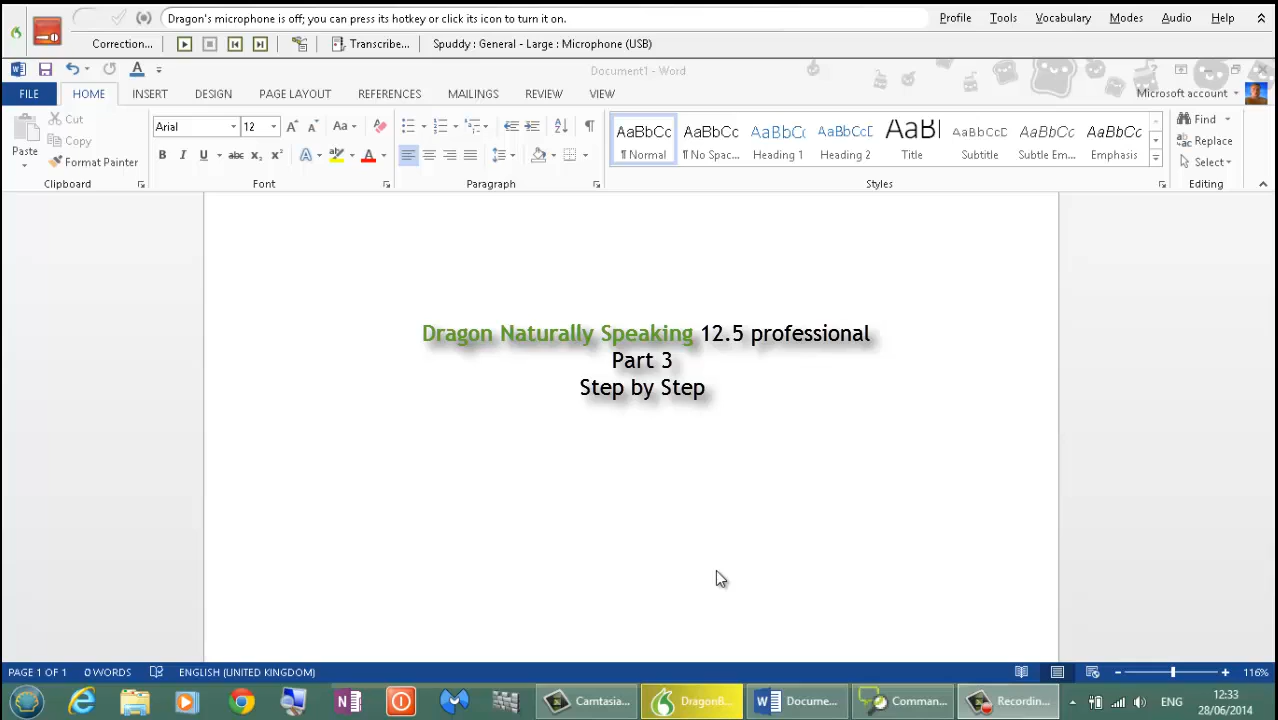 Dragon's microphone is off; you can press its hotkey or click its icon to turn it on. Profile Tools Vocabulary Modes Audio Help
Correction... Transcribe... Spuddy : General - Large : Microphone (USB)
Document1 - Word
FILE HOME INSERT DESIGN PAGE LAYOUT REFERENCES MAILINGS REVIEW VIEW Microsoft account
Paste
Cut
Copy
Format Painter
Clipboard
Arial 12
Font
Paragraph
AaBbCc AaBbCc AaBbCc AaBbCcD AaBl AaBbCcD AaBbCc AaBbCc
¶ Normal ¶ No Spac... Heading 1 Heading 2 Title Subtitle Subtle Em... Emphasis
Styles
Find
Replace
Select
Editing
Dragon Naturally Speaking 12.5 professional
Part 3
Step by Step
PAGE 1 OF 1 0 WORDS ENGLISH (UNITED KINGDOM) 116%
Camtasia... DragonB... Docume... Comman... Recordin... ENG 12:33
28/06/2014